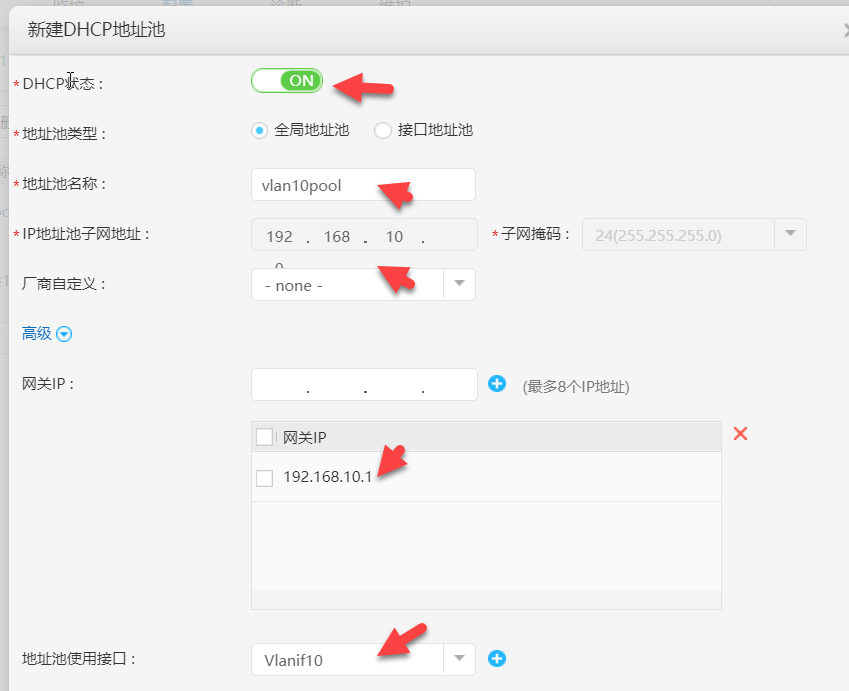 新建DHCP地址池
*DHCP状态： ON
*地址池类型： 全局地址池 接口地址池
*地址池名称： vlan10pool
*IP地址池子网地址： 192 . 168 . 10 . 0 *子网掩码： 24(255.255.255.0)
厂商自定义： - none -
高级
网关IP： . . . (最多8个IP地址)
网关IP
192.168.10.1
地址池使用接口： Vlanif10